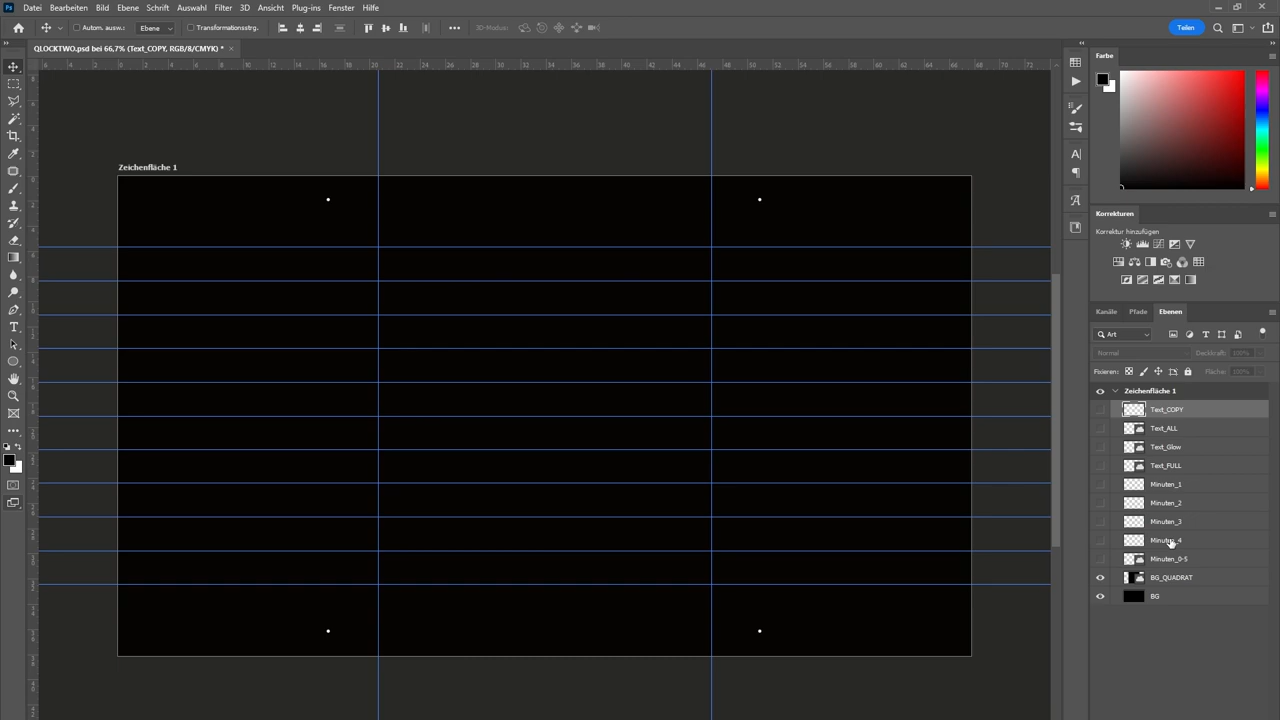 Datei Bearbeiten Bild Ebene Schrift Auswahl Filter 3D Ansicht Plug-ins Fenster Hilfe
Autom. ausw.: Ebene Transformationsstrg. 3D-Modus: Teilen
QLOCKTWO.psd bei 66,7% (Text_COPY, RGB/8/CMYK) *
Farbe
Zeichenfläche 1
Korrekturen
Korrektur hinzufügen
Kanäle Pfade Ebenen
Art
Normal Deckkraft: 100%
Fixieren: Fläche: 100%
Zeichenfläche 1
Text_COPY
Text_ALL
Text_Glow
Text_FULL
Minuten_1
Minuten_2
Minuten_3
Minuten_4
Minuten_0-5
BG_QUADRAT
BG